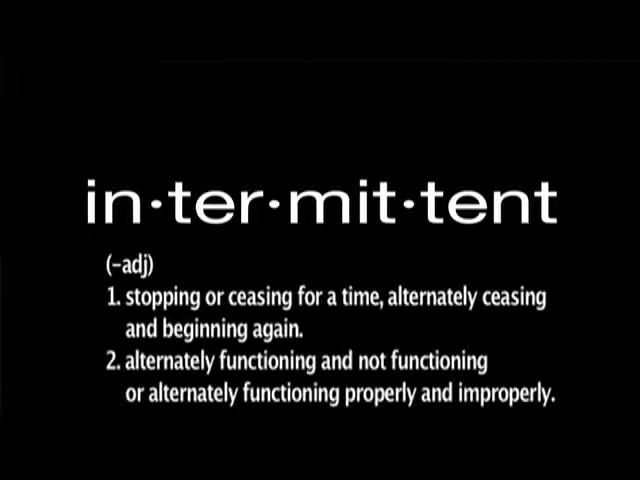 in·ter·mit·tent
(–adj)
1. stopping or ceasing for a time, alternately ceasing
and beginning again.
2. alternately functioning and not functioning
or alternately functioning properly and improperly.